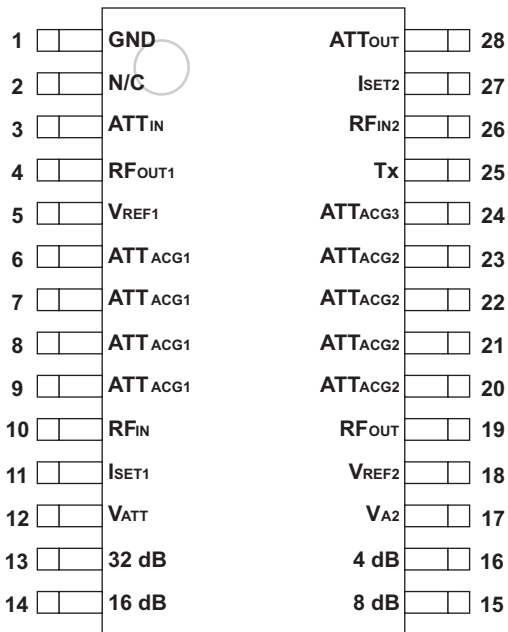 1 GND ATTOUT 28
2 N/C ISET2 27
3 ATTIN RFIN2 26
4 RFOUT1 Tx 25
5 VREF1 ATTACG3 24
6 ATTACG1 ATTACG2 23
7 ATTACG1 ATTACG2 22
8 ATTACG1 ATTACG2 21
9 ATTACG1 ATTACG2 20
10 RFIN RFOUT 19
11 ISET1 VREF2 18
12 VATT VA2 17
13 32 dB 4 dB 16
14 16 dB 8 dB 15